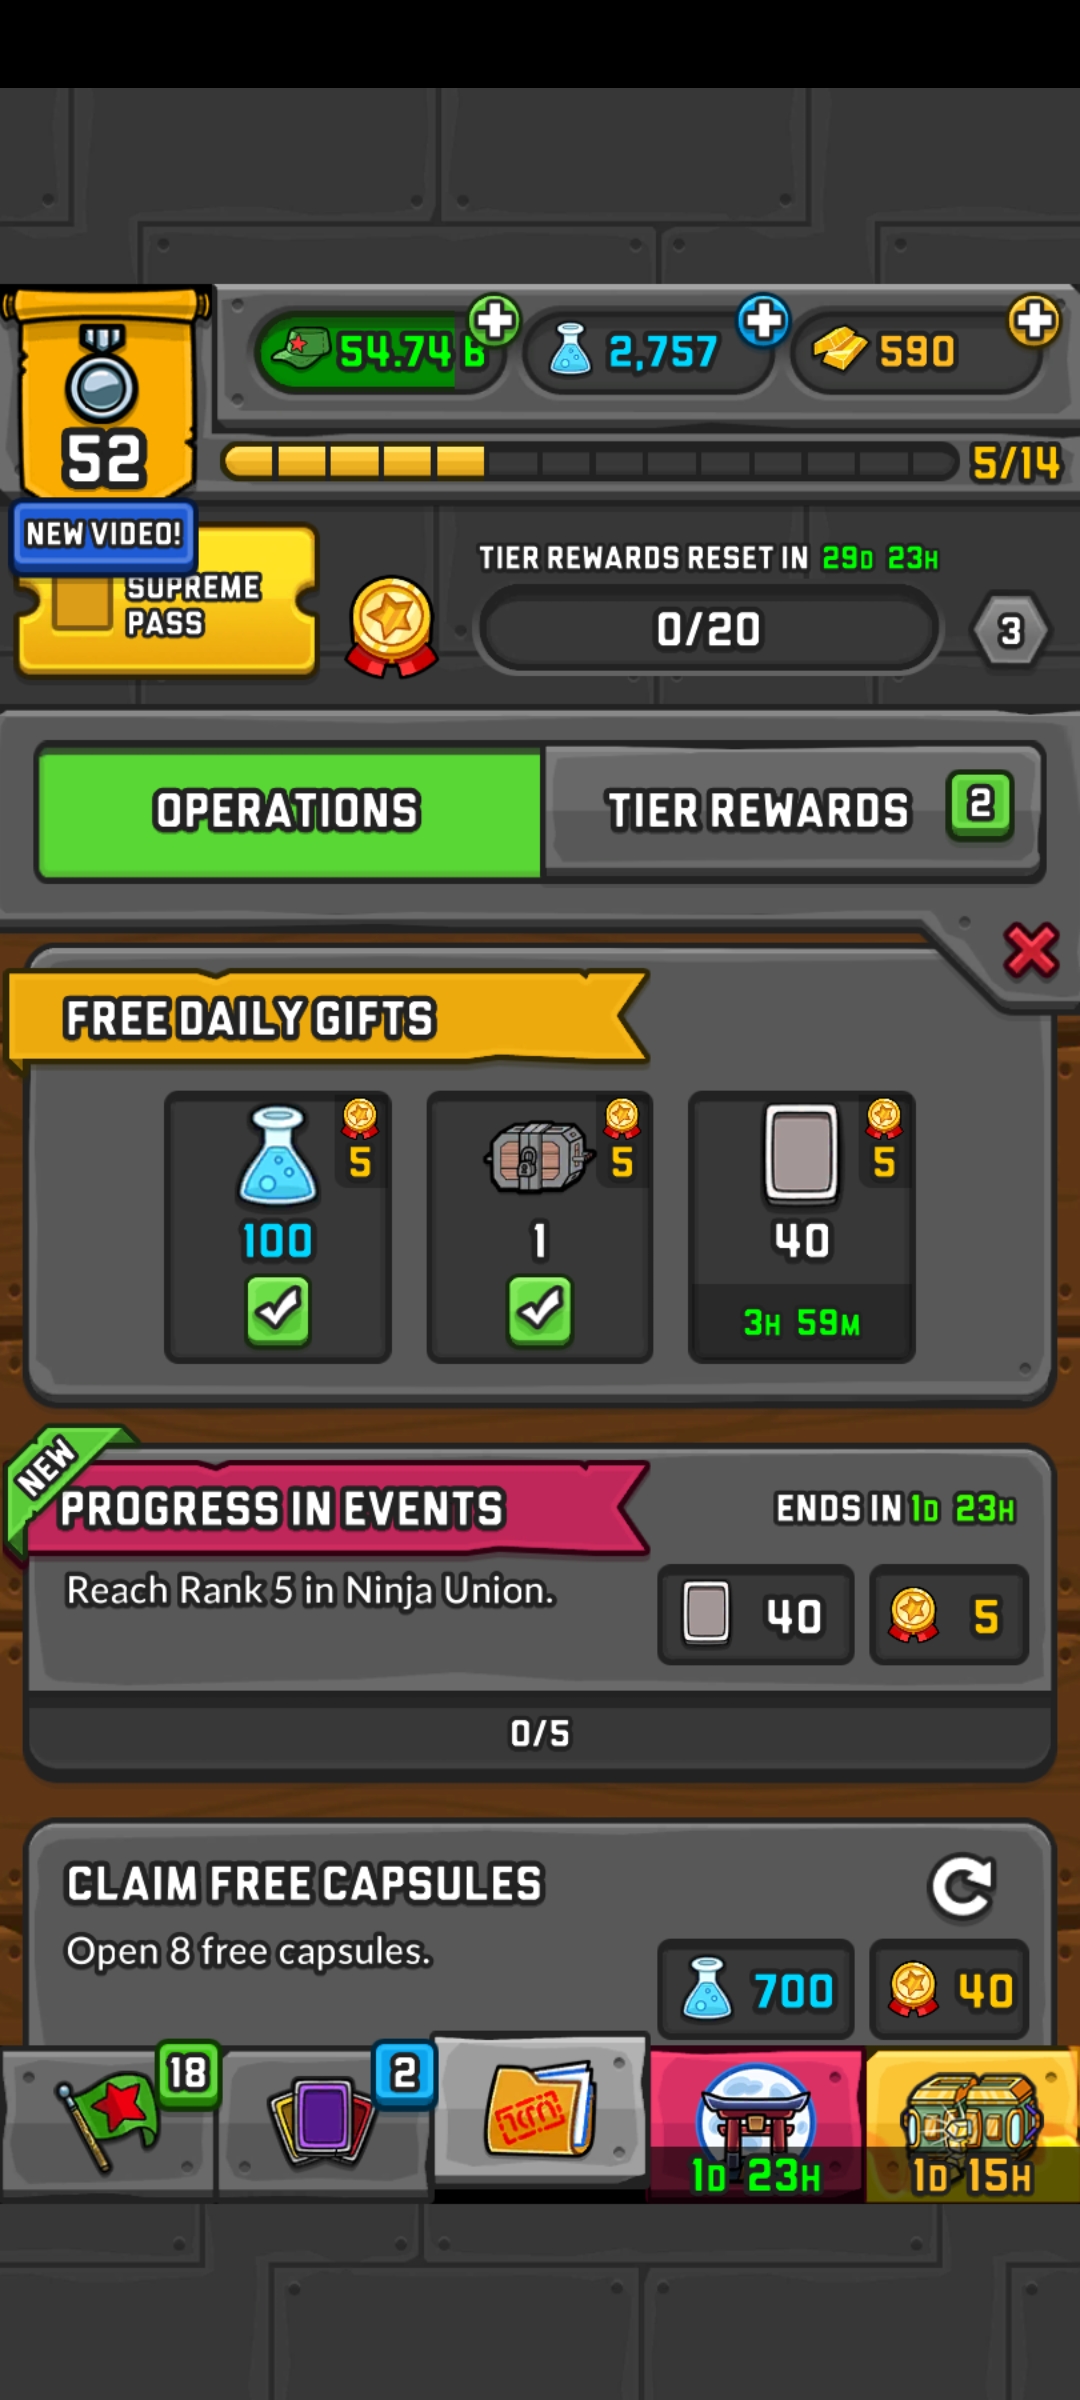 54.74 B
2,757
590
52
5/14
NEW VIDEO!
SUPREME
PASS
TIER REWARDS RESET IN 29D 23H
0/20
3
OPERATIONS
TIER REWARDS
2
FREE DAILY GIFTS
5
5
5
100
1
40
3H 59M
NEW
PROGRESS IN EVENTS
ENDS IN 1D 23H
Reach Rank 5 in Ninja Union.
40
5
0/5
CLAIM FREE CAPSULES
Open 8 free capsules.
700
40
18
2
1D 23H
1D 15H